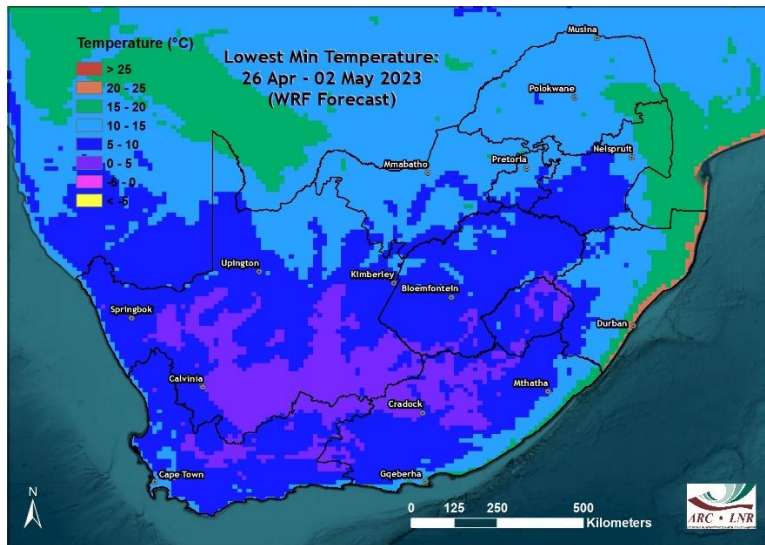 Temperature (°C)
> 25
20 - 25
15 - 20
10 - 15
5 - 10
0 - 5
-5 - 0
< -5
Lowest Min Temperature:
26 Apr - 02 May 2023
(WRF Forecast)
Musina
Polokwane
Mmabatho
Pretoria
Nelspruit
Upington
Kimberley
Bloemfontein
Springbok
Durban
Calvinia
Mthatha
Cradock
Cape Town
Gqeberha
N
0 125 250 500
Kilometers
ARC • LNR